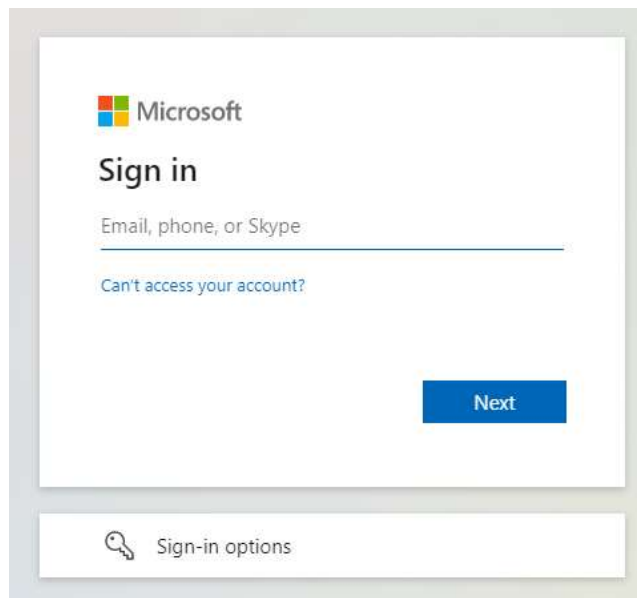 Microsoft
Sign in
Email, phone, or Skype
Can't access your account?
Next
Sign-in options